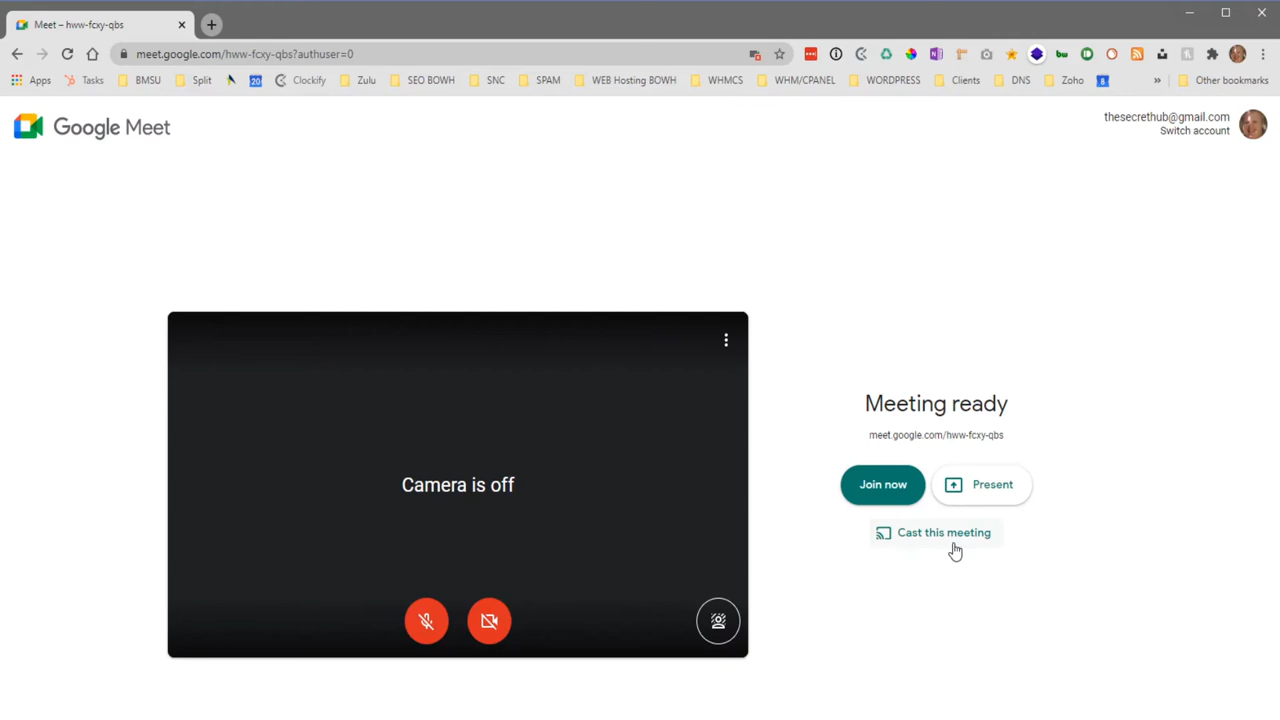 Meet – hww-fcxy-qbs
meet.google.com/hww-fcxy-qbs?authuser=0
Apps Tasks BMSU Split 20 Clockify Zulu SEO BOWH SNC SPAM WEB Hosting BOWH WHMCS WHM/CPANEL WORDPRESS Clients DNS Zoho 8 » Other bookmarks
Google Meet
thesecrethub@gmail.com
Switch account
Meeting ready
meet.google.com/hww-fcxy-qbs
Camera is off
Join now
Present
Cast this meeting